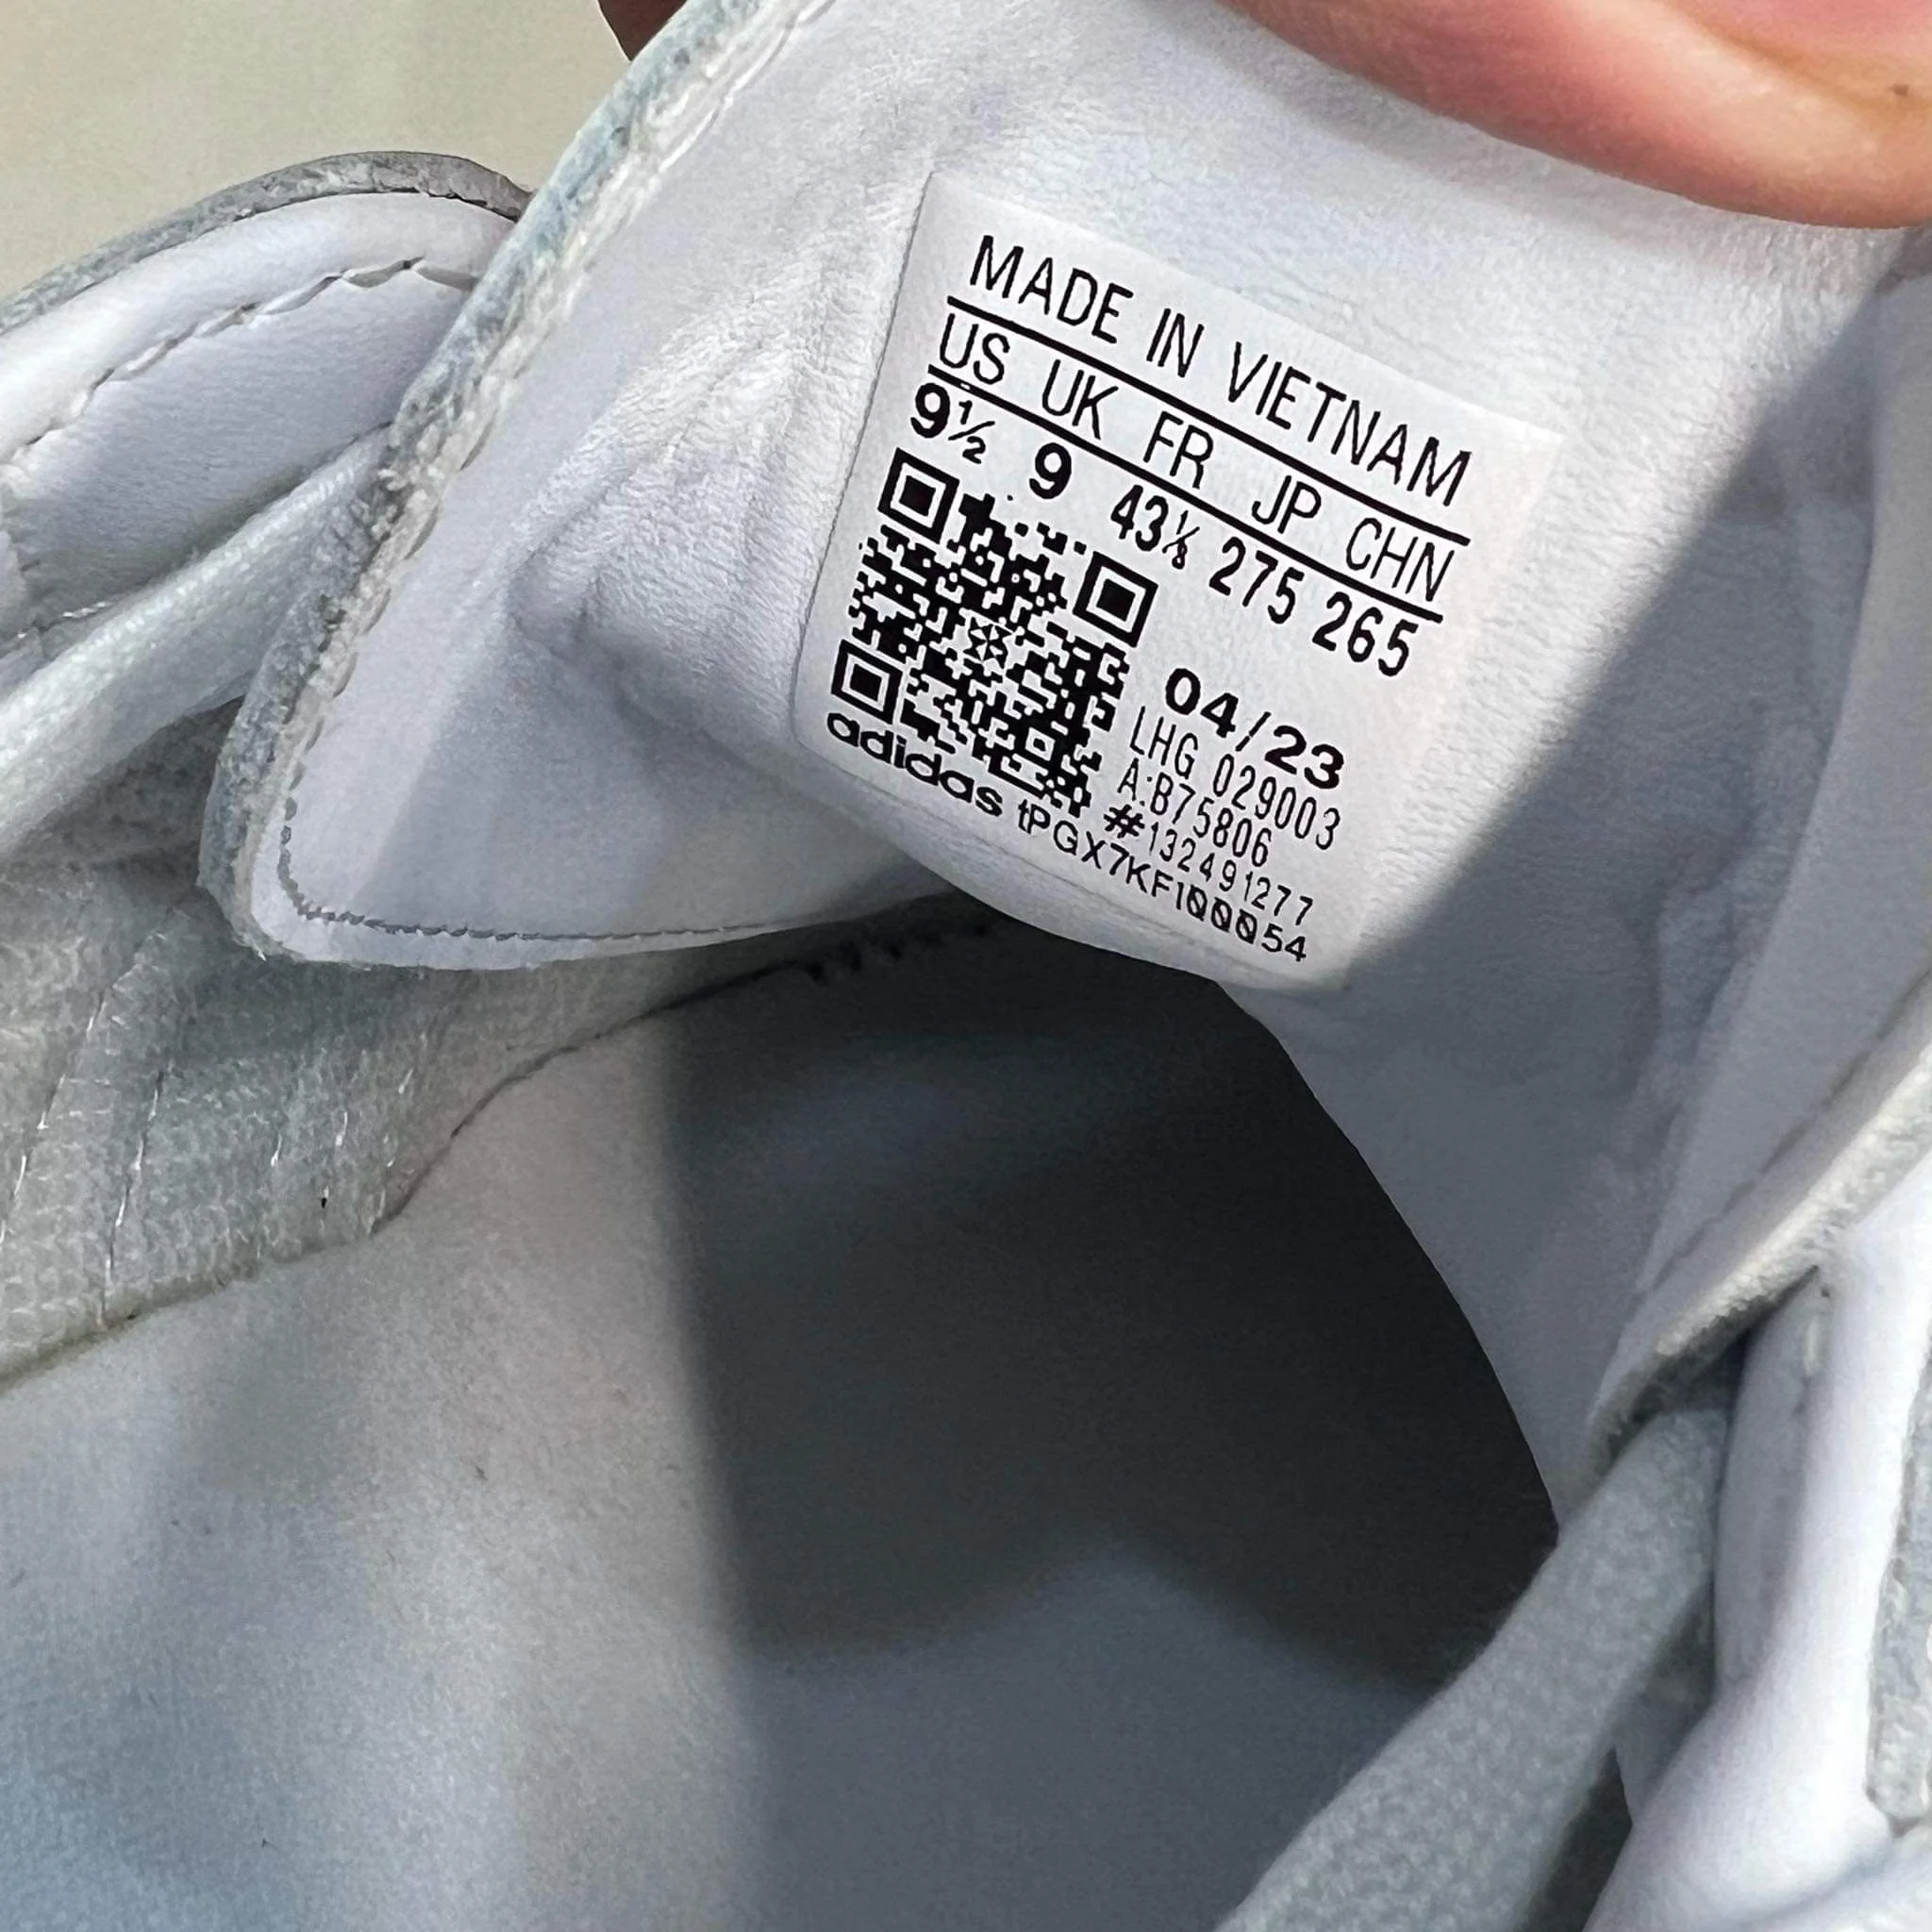 MADE IN VIETNAM
US UK FR JP CHN
9½ 9 43⅓ 275 265
04/23
LHG 029003
A:B75806
#132491277
adidas tPGX7KF100054